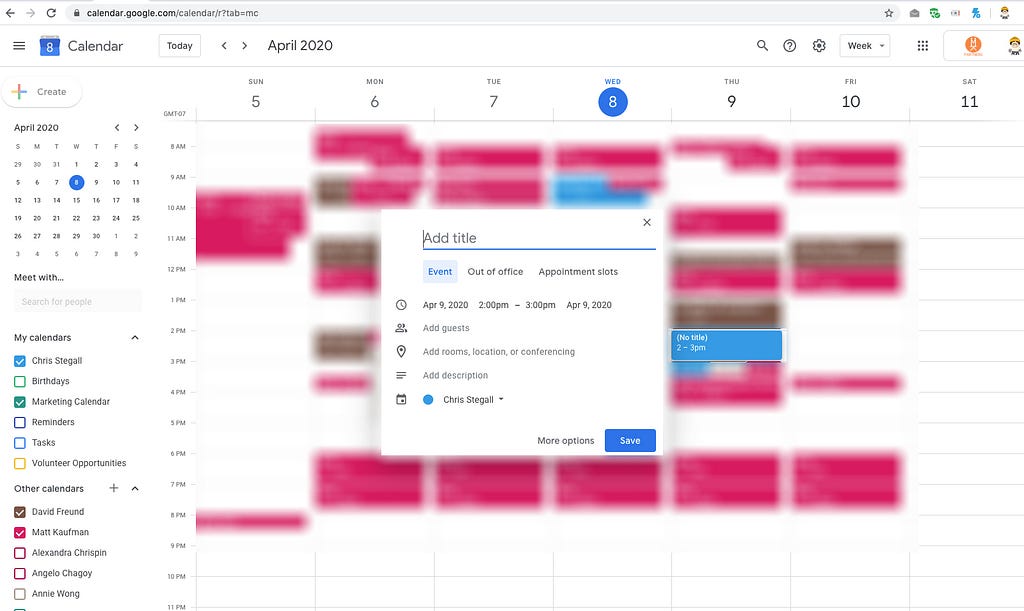 calendar.google.com/calendar/r?tab=mc
8 Calendar Today April 2020 Week
Create
GMT-07
SUN MON TUE WED THU FRI SAT
5 6 7 8 9 10 11
April 2020
S M T W T F S
29 30 31 1 2 3 4
5 6 7 8 9 10 11
12 13 14 15 16 17 18
19 20 21 22 23 24 25
26 27 28 29 30 1 2
3 4 5 6 7 8 9
Meet with...
Search for people
My calendars
Chris Stegall
Birthdays
Marketing Calendar
Reminders
Tasks
Volunteer Opportunities
Other calendars
David Freund
Matt Kaufman
Alexandra Chrispin
Angelo Chagoy
Annie Wong
8 AM
9 AM
10 AM
11 AM
12 PM
1 PM
2 PM
3 PM
4 PM
5 PM
6 PM
7 PM
8 PM
9 PM
10 PM
11 PM
Add title
Event Out of office Appointment slots
Apr 9, 2020 2:00pm – 3:00pm Apr 9, 2020
Add guests
Add rooms, location, or conferencing
Add description
Chris Stegall
More options Save
(No title)
2 – 3pm